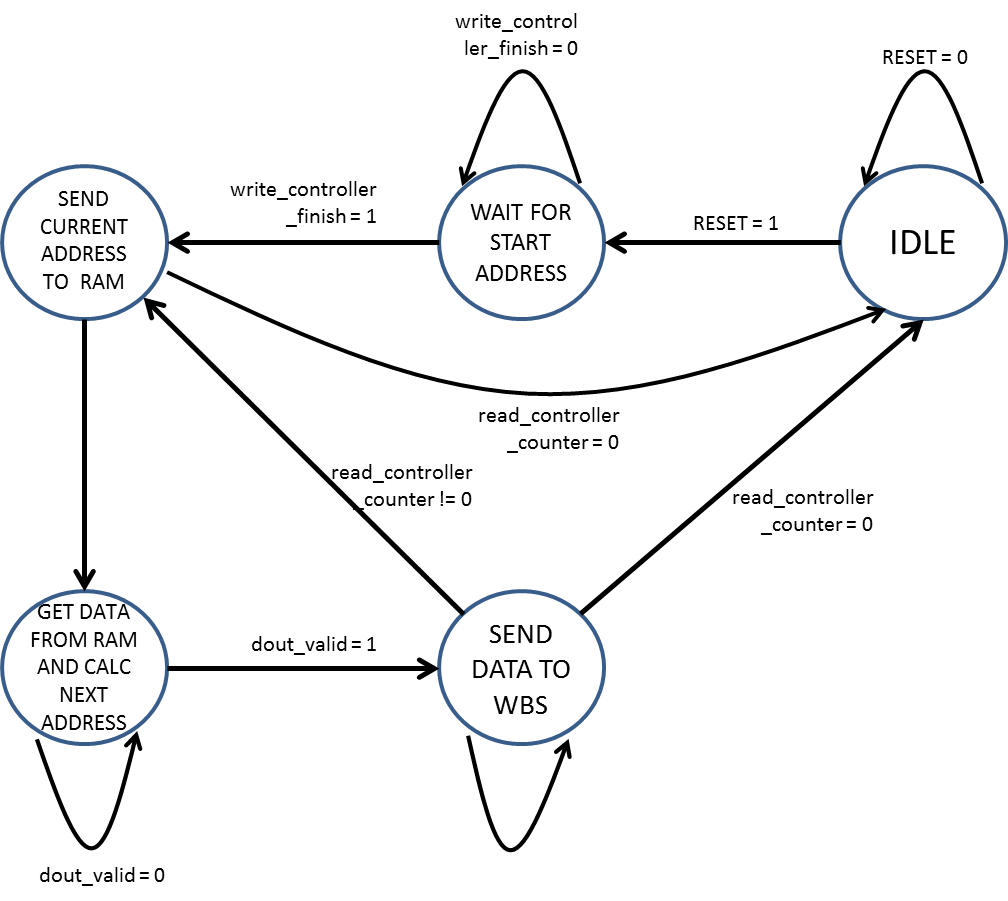 write_control
ler_finish = 0
RESET = 0
write_controller
_finish = 1
RESET = 1
SEND
CURRENT
ADDRESS
TO RAM
WAIT FOR
START
ADDRESS
IDLE
read_controller
_counter = 0
read_controller
_counter != 0
read_controller
_counter = 0
GET DATA
FROM RAM
AND CALC
NEXT
ADDRESS
dout_valid = 1
SEND
DATA TO
WBS
dout_valid = 0